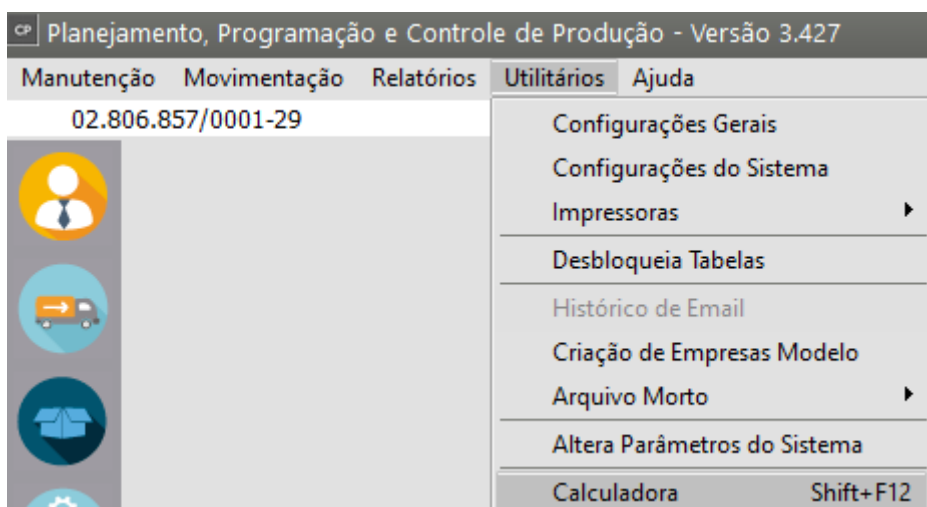 CP Planejamento, Programação e Controle de Produção - Versão 3.427
Manutenção Movimentação Relatórios Utilitários Ajuda
02.806.857/0001-29
Configurações Gerais
Configurações do Sistema
Impressoras
Desbloqueia Tabelas
Histórico de Email
Criação de Empresas Modelo
Arquivo Morto
Altera Parâmetros do Sistema
Calculadora Shift+F12